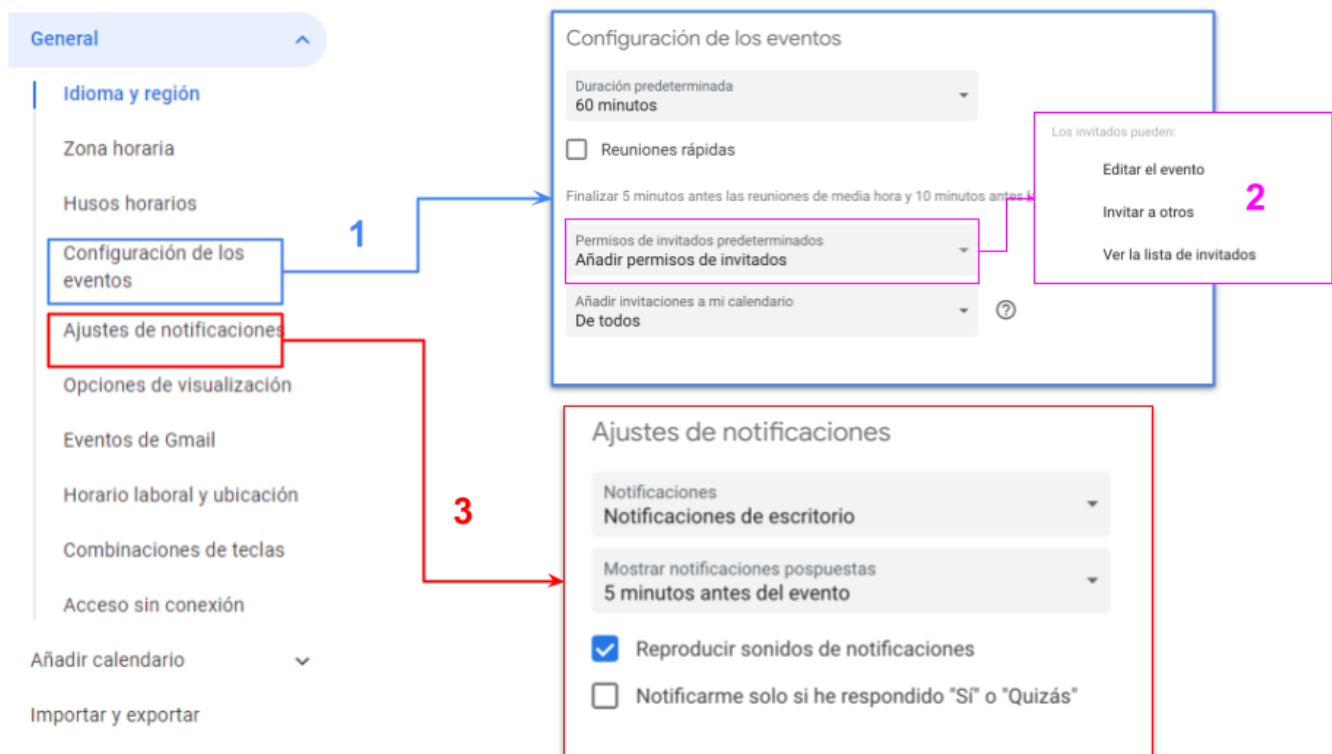 General
Idioma y región
Zona horaria
Husos horarios
Configuración de los
eventos
Ajustes de notificaciones
Opciones de visualización
Eventos de Gmail
Horario laboral y ubicación
Combinaciones de teclas
Acceso sin conexión
Añadir calendario
Importar y exportar
1
Configuración de los eventos
Duración predeterminada
60 minutos
Reuniones rápidas
Finalizar 5 minutos antes las reuniones de media hora y 10 minutos antes
Permisos de invitados predeterminados
Añadir permisos de invitados
Añadir invitaciones a mi calendario
De todos
Los invitados pueden:
Editar el evento
Invitar a otros
Ver la lista de invitados
2
3
Ajustes de notificaciones
Notificaciones
Notificaciones de escritorio
Mostrar notificaciones pospuestas
5 minutos antes del evento
Reproducir sonidos de notificaciones
Notificarme solo si he respondido "Sí" o "Quizás"